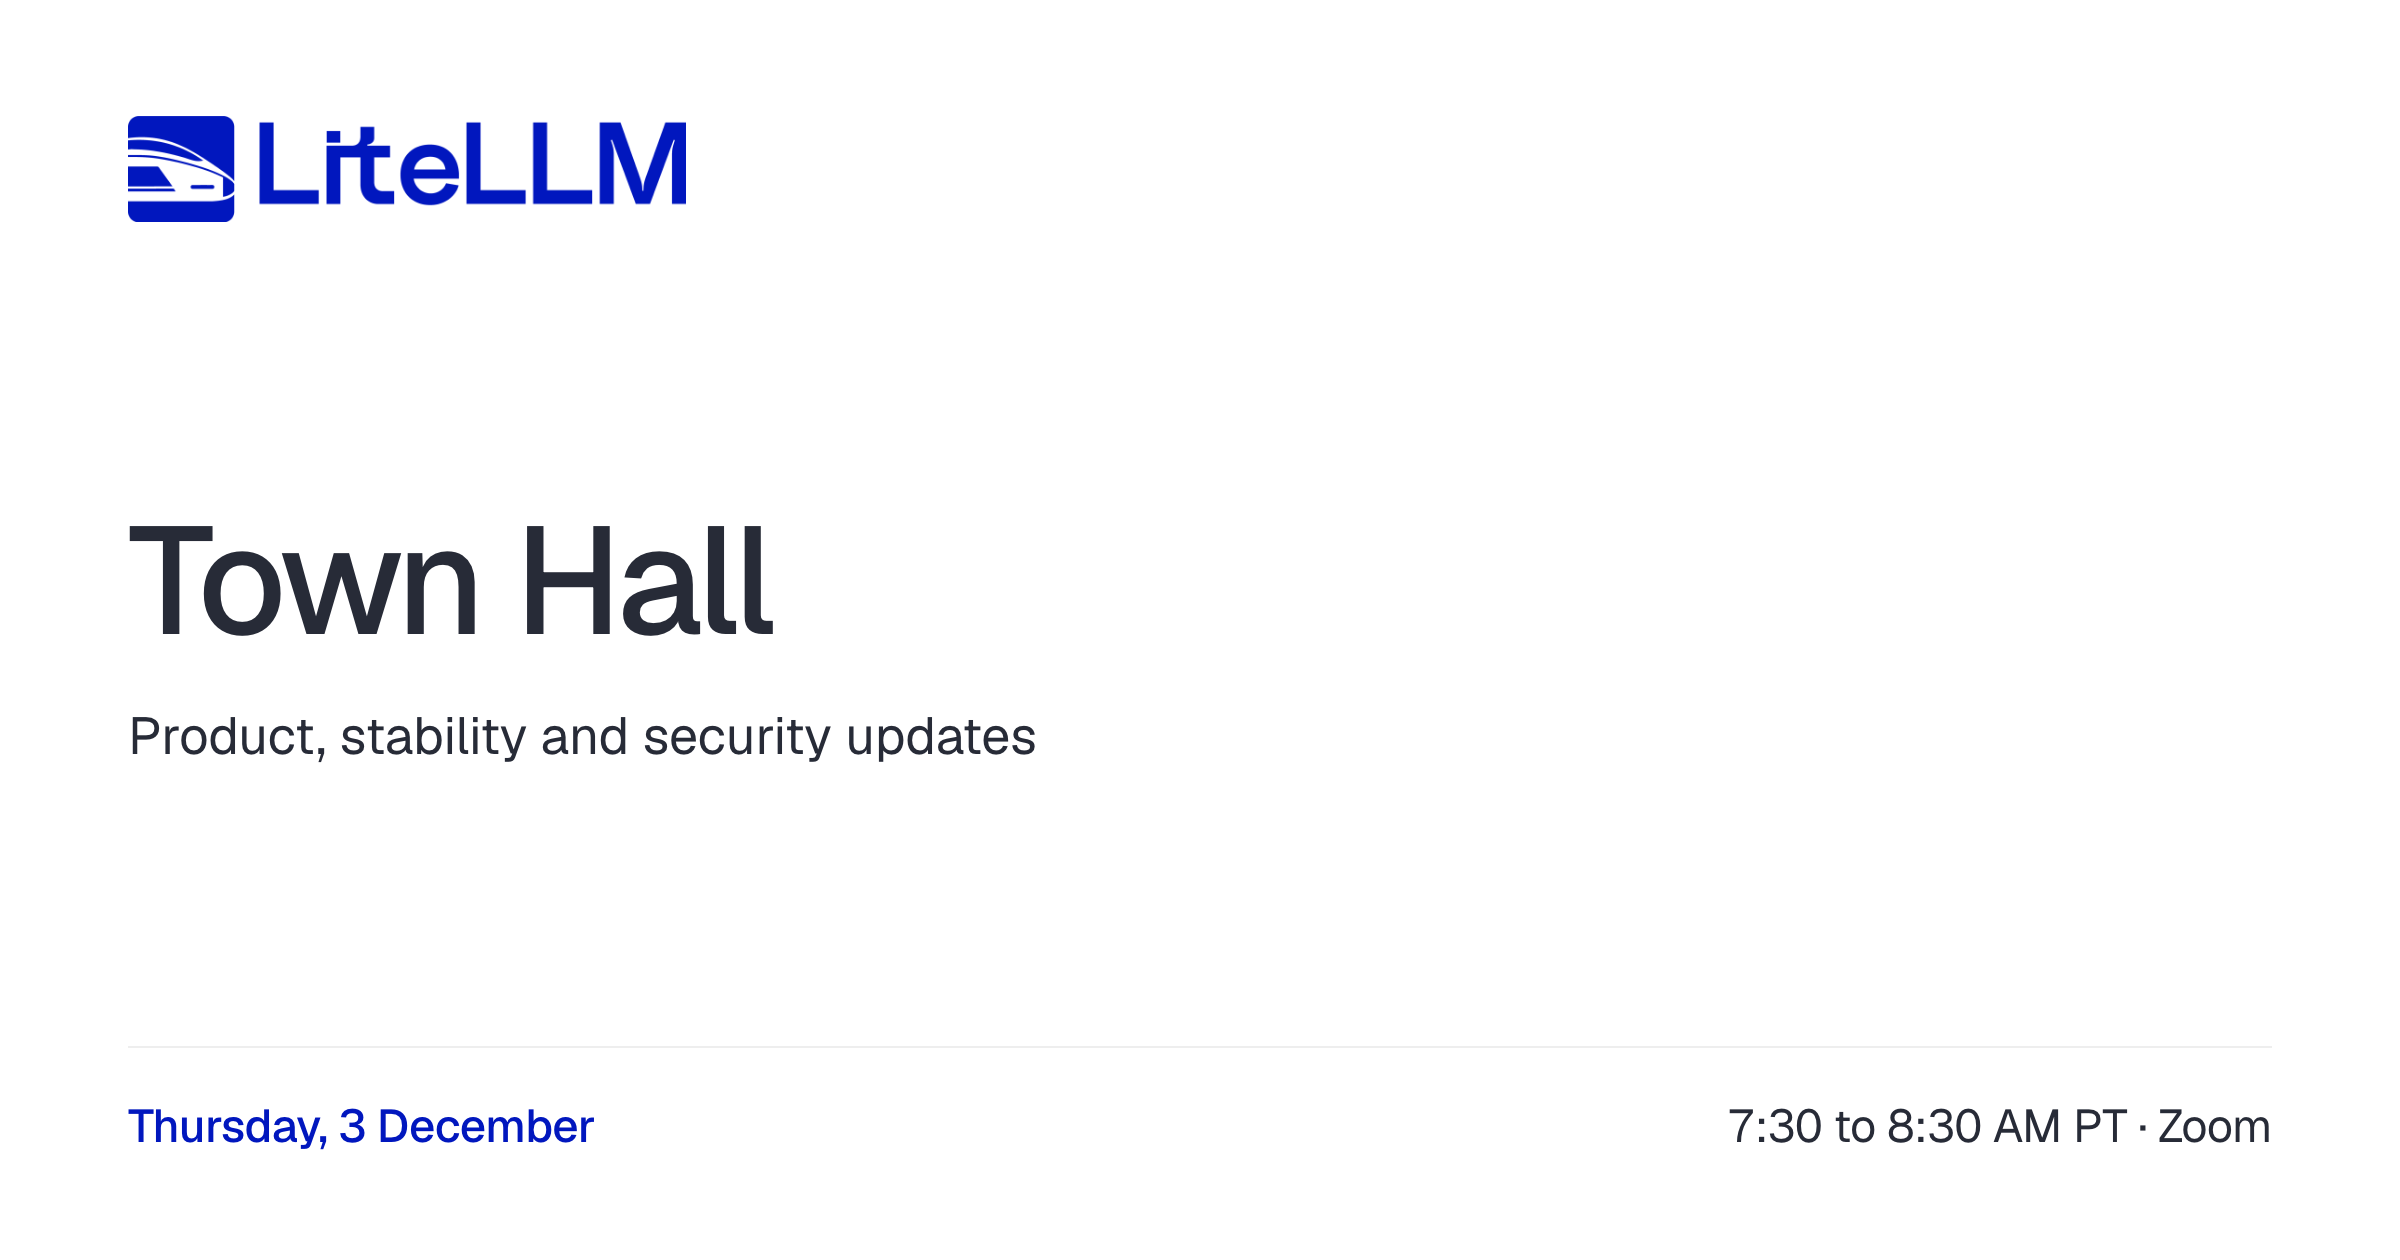 LiteLLM
Town Hall
Product, stability and security updates
Thursday, 3 December
7:30 to 8:30 AM PT · Zoom